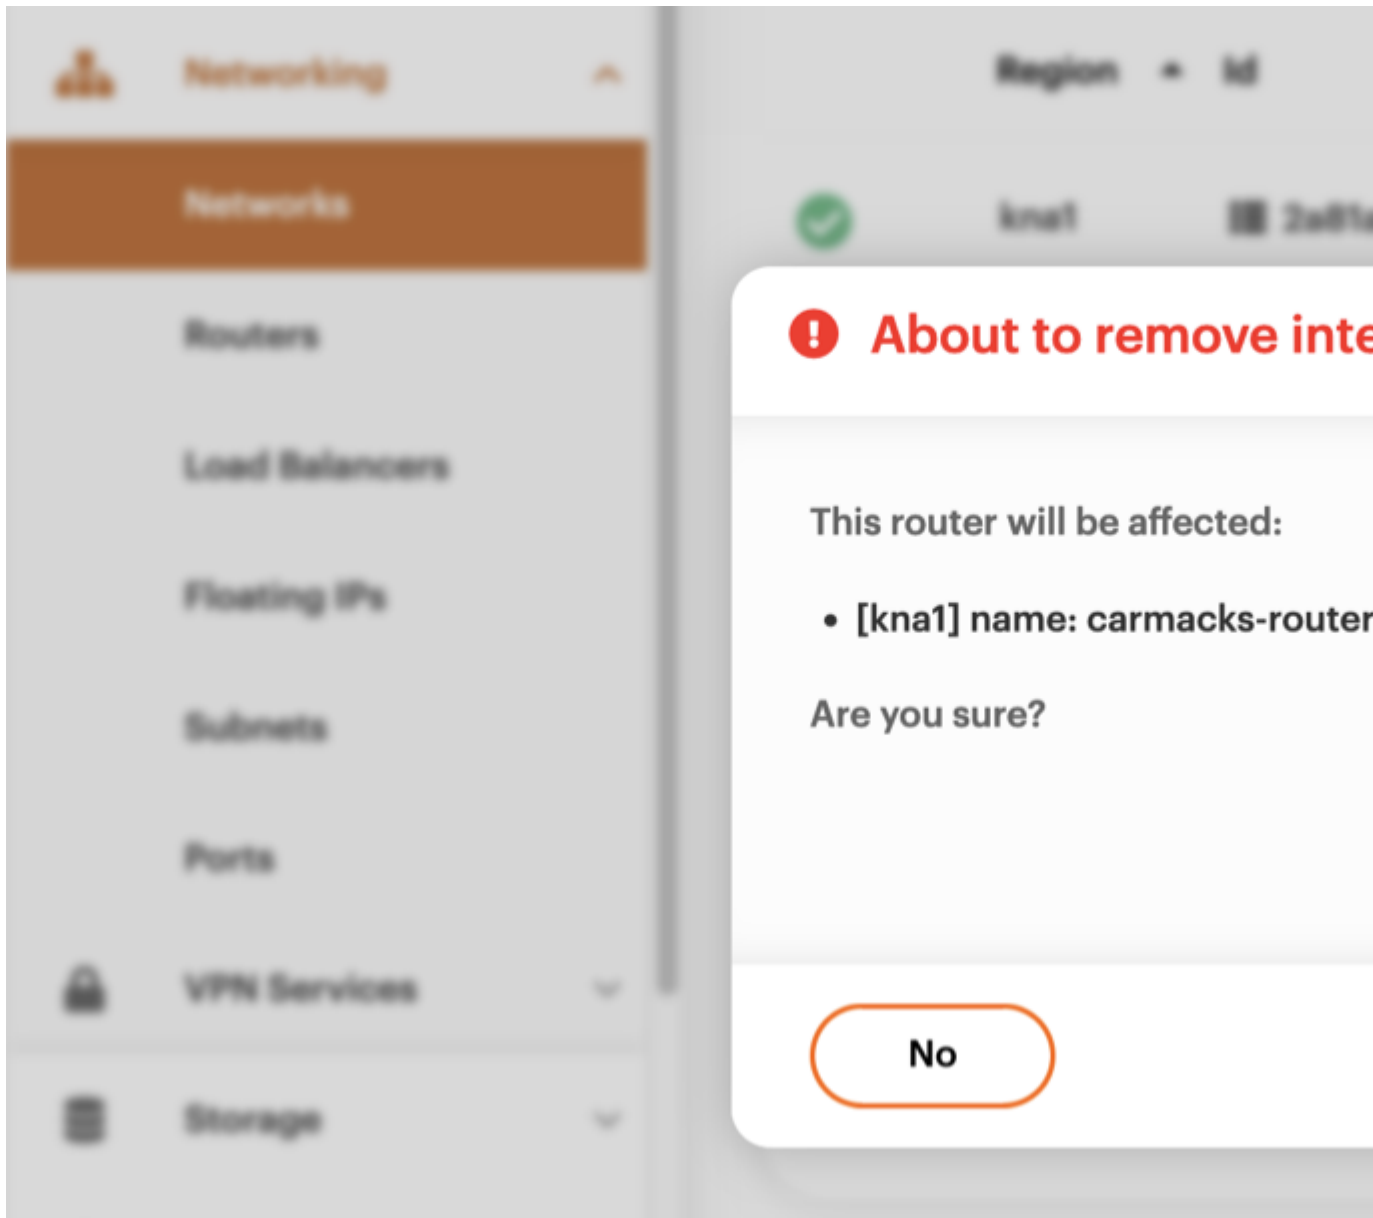 Networking
Networks
Routers
Load Balancers
Floating IPs
Subnets
Ports
VPN Services
Storage
Region Id
kna1 2a81a
About to remove inte
This router will be affected:
• [kna1] name: carmacks-router
Are you sure?
No